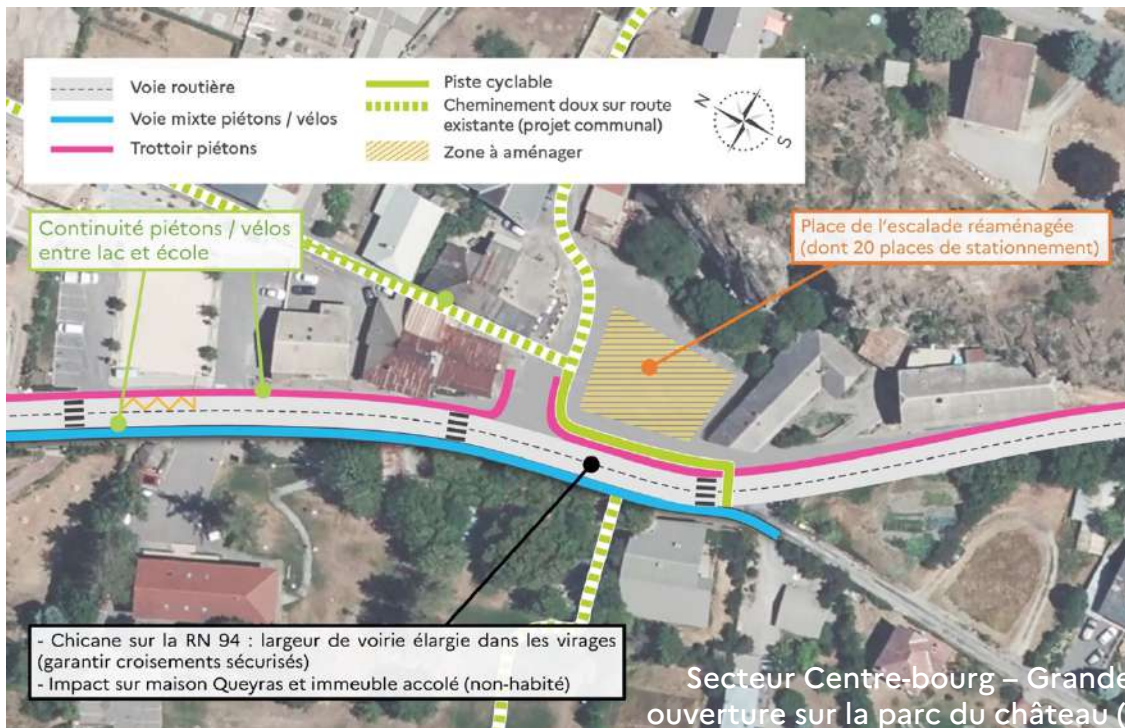 Voie routière
Voie mixte piétons / vélos
Trottoir piétons
Piste cyclable
Cheminement doux sur route
existante (projet communal)
Zone à aménager
N
S
Continuité piétons / vélos
entre lac et école
Place de l'escalade réaménagée
(dont 20 places de stationnement)
- Chicane sur la RN 94 : largeur de voirie élargie dans les virages
(garantir croisements sécurisés)
- Impact sur maison Queyras et immeuble accolé (non-habité)
Secteur Centre-bourg – Grande
ouverture sur la parc du château (